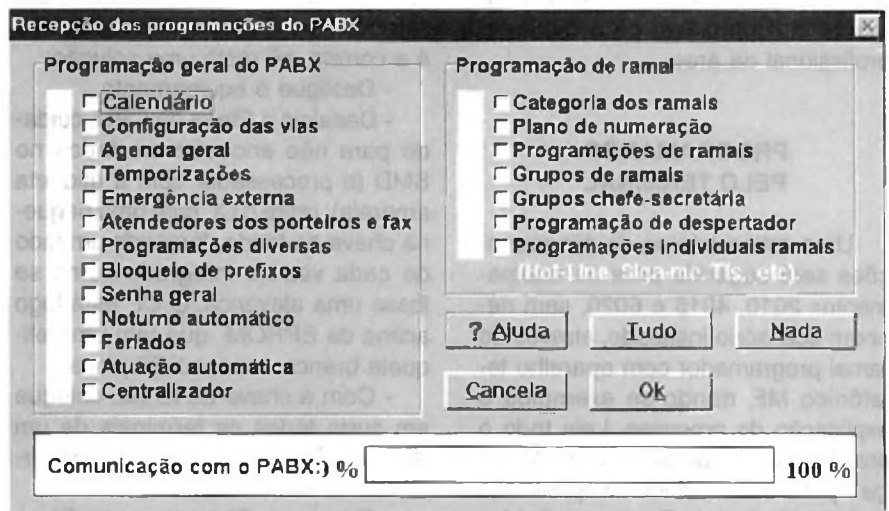 Recepção das programações do PABX
Programação geral do PABX
Calendário
Configuração das vias
Agenda geral
Temporizações
Emergência externa
Atendedores dos porteiros e fax
Programações diversas
Bloqueio de prefixos
Senha geral
Noturno automático
Feriados
Atuação automática
Centralizador
Programação de ramal
Categoria dos ramais
Plano de numeração
Programações de ramais
Grupos de ramais
Grupos chefe-secretária
Programação de despertador
Programações individuais ramais
(Hot-Line, Siga-me, TIs, etc).
? Ajuda
Tudo
Nada
Cancela
Ok
Comunicação com o PABX:) %
100 %